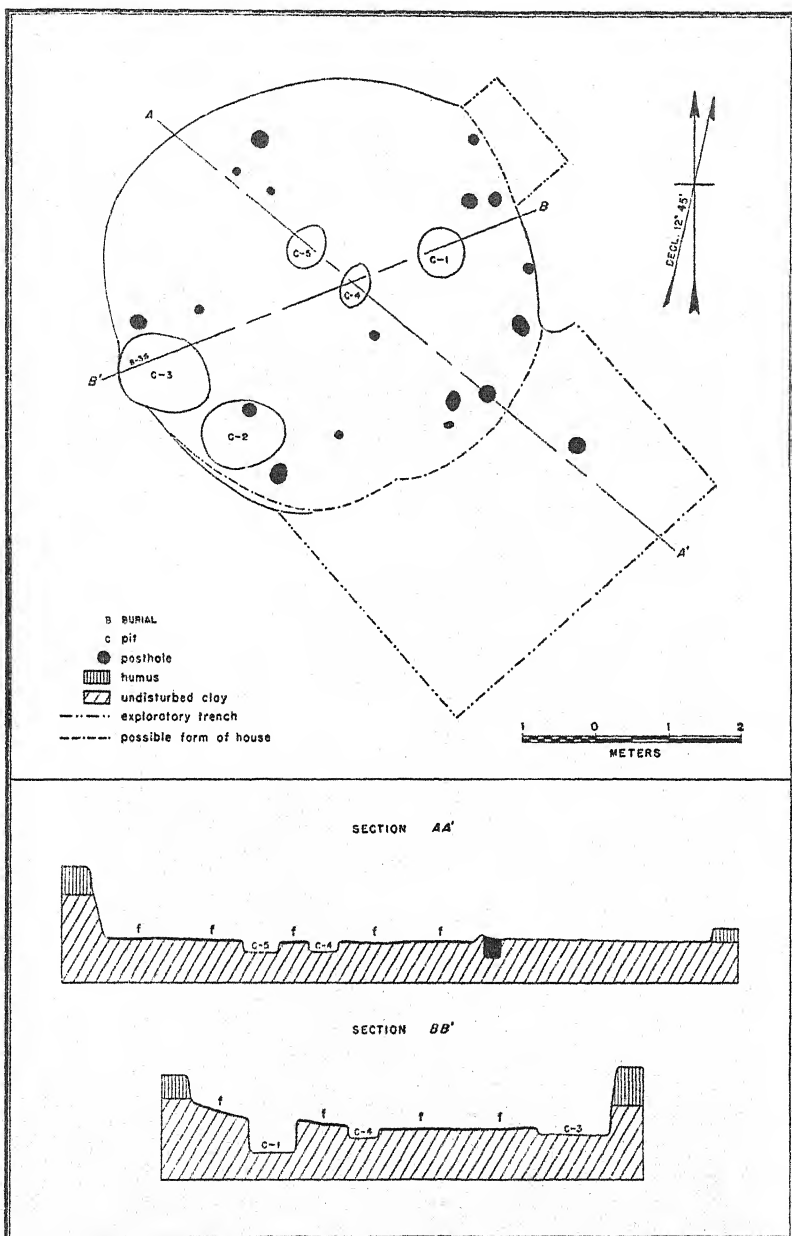 A
B
C-5
C-1
C-4
DECL. 12° 45'
B-35
C-3
B'
C-2
A'
B BURIAL
C pit
posthole
humus
undisturbed clay
exploratory trench
possible form of house
1 0 1 2
METERS
SECTION AA'
f f f f f
C-5 C-4
SECTION BB'
f f f f
C-1 C-4 C-3